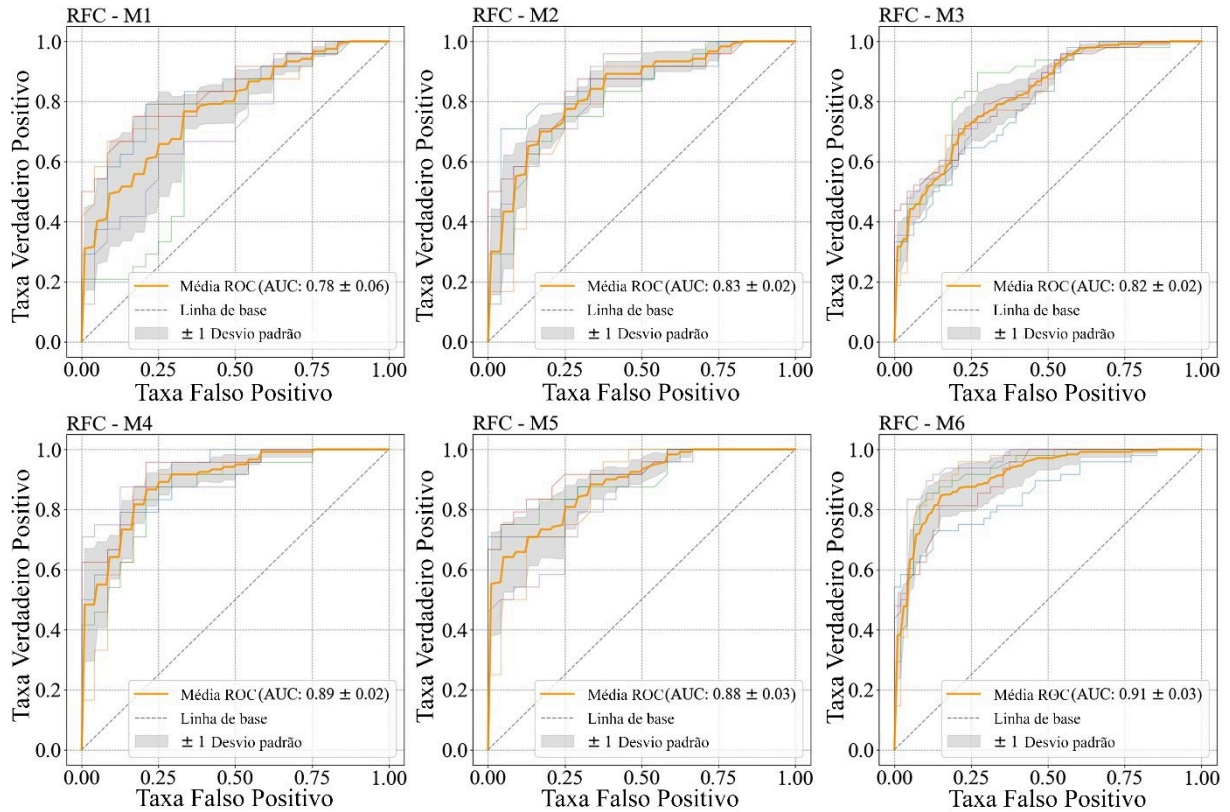 RFC - M1
Taxa Verdadeiro Positivo
1.0
0.8
0.6
0.4
0.2
0.0
Média ROC (AUC: 0.78 ± 0.06)
Linha de base
± 1 Desvio padrão
0.00 0.25 0.50 0.75 1.00
Taxa Falso Positivo
RFC - M2
Taxa Verdadeiro Positivo
1.0
0.8
0.6
0.4
0.2
0.0
Média ROC (AUC: 0.83 ± 0.02)
Linha de base
± 1 Desvio padrão
0.00 0.25 0.50 0.75 1.00
Taxa Falso Positivo
RFC - M3
Taxa Verdadeiro Positivo
1.0
0.8
0.6
0.4
0.2
0.0
Média ROC (AUC: 0.82 ± 0.02)
Linha de base
± 1 Desvio padrão
0.00 0.25 0.50 0.75 1.00
Taxa Falso Positivo
RFC - M4
Taxa Verdadeiro Positivo
1.0
0.8
0.6
0.4
0.2
0.0
Média ROC (AUC: 0.89 ± 0.02)
Linha de base
± 1 Desvio padrão
0.00 0.25 0.50 0.75 1.00
Taxa Falso Positivo
RFC - M5
Taxa Verdadeiro Positivo
1.0
0.8
0.6
0.4
0.2
0.0
Média ROC (AUC: 0.88 ± 0.03)
Linha de base
± 1 Desvio padrão
0.00 0.25 0.50 0.75 1.00
Taxa Falso Positivo
RFC - M6
Taxa Verdadeiro Positivo
1.0
0.8
0.6
0.4
0.2
0.0
Média ROC (AUC: 0.91 ± 0.03)
Linha de base
± 1 Desvio padrão
0.00 0.25 0.50 0.75 1.00
Taxa Falso Positivo